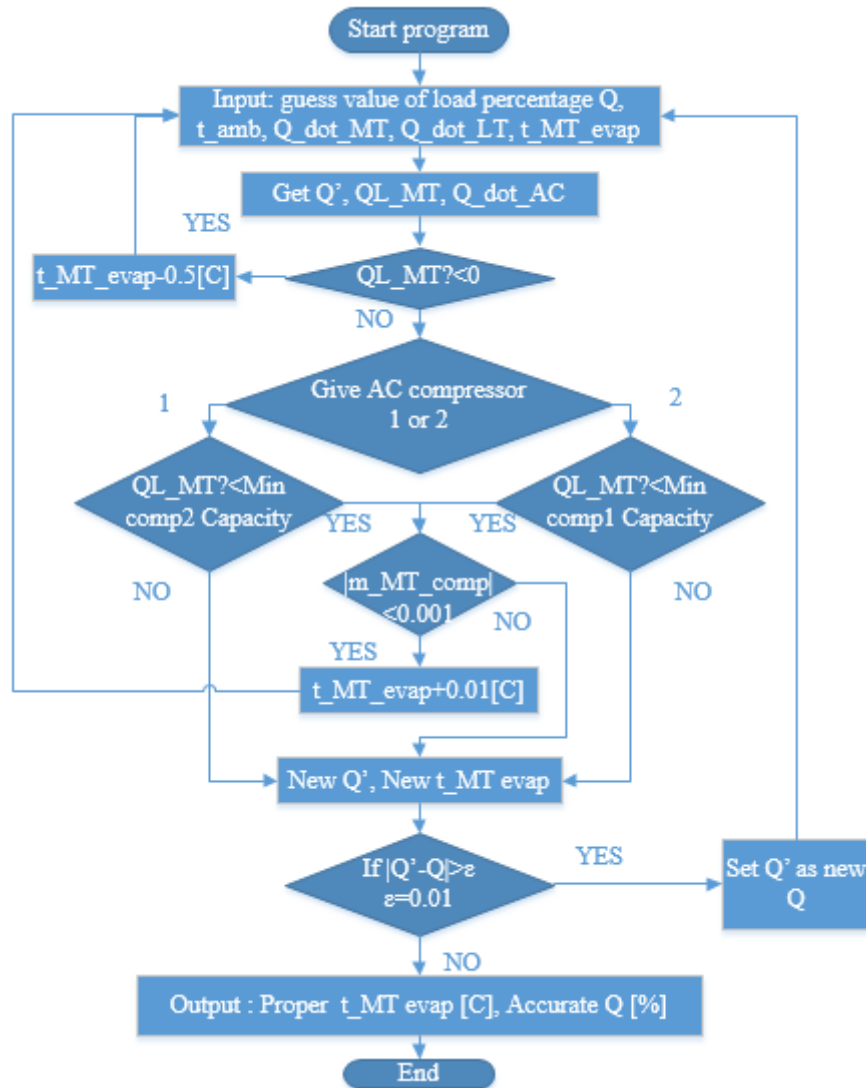 Start program
Input: guess value of load percentage Q,
t_amb, Q_dot_MT, Q_dot_LT, t_MT_evap
Get Q’, QL_MT, Q_dot_AC
YES
t_MT_evap-0.5[C]
QL_MT?<0
NO
Give AC compressor
1 or 2
1
2
QL_MT?<Min
comp2 Capacity
QL_MT?<Min
comp1 Capacity
YES
YES
NO
NO
|m_MT_comp|
<0.001
NO
YES
t_MT_evap+0.01[C]
New Q’, New t_MT evap
If |Q’-Q|>ε
ε=0.01
YES
Set Q’ as new
Q
NO
Output : Proper t_MT evap [C], Accurate Q [%]
End